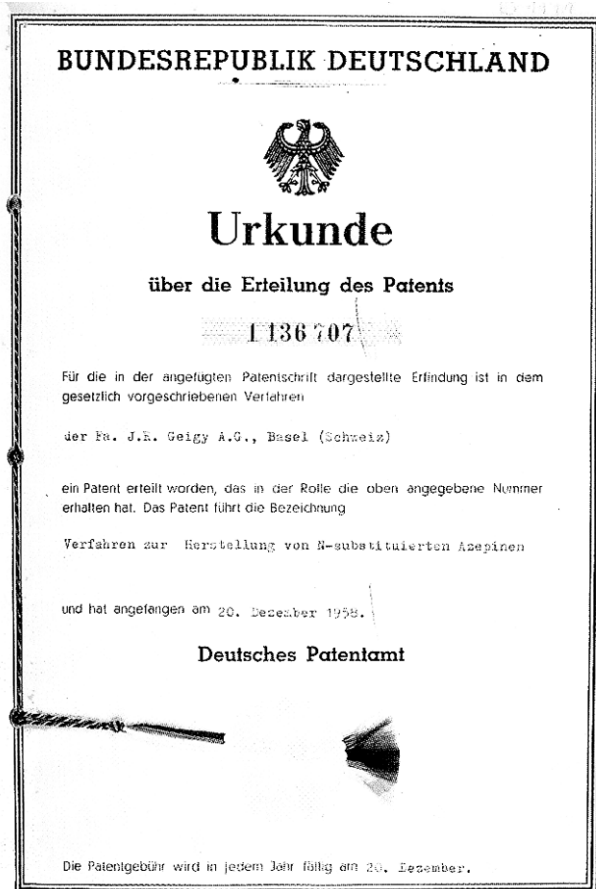 BUNDESREPUBLIK DEUTSCHLAND
Urkunde
über die Erteilung des Patents
1 136 707
Für die in der angefügten Patentschrift dargestellte Erfindung ist in dem
gesetzlich vorgeschriebenen Verfahren
der Fa. J.R. Geigy A.G., Basel (Schweiz)
ein Patent erteilt worden, das in der Rolle die oben angegebene Nummer
erhalten hat. Das Patent führt die Bezeichnung
Verfahren zur Herstellung von N-substituierten Azepinen
und hat angefangen am 20. Dezember 1958.
Deutsches Patentamt
Die Patentgebühr wird in jedem Jahr fällig am 20. Dezember.